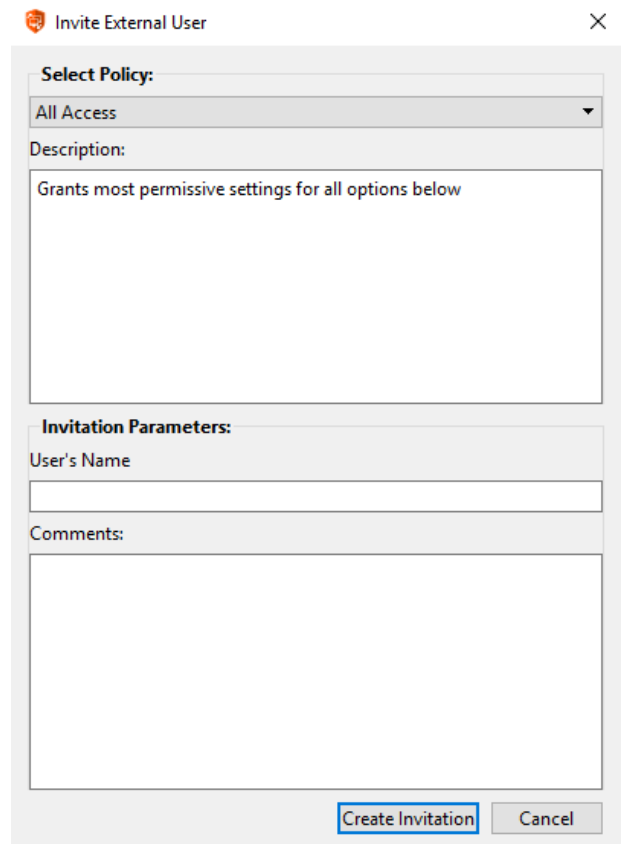 Invite External User
Select Policy:
All Access
Description:
Grants most permissive settings for all options below
Invitation Parameters:
User's Name
Comments:
Create Invitation Cancel